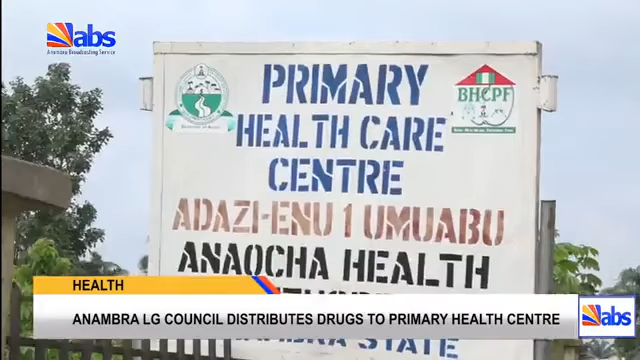 abs
Anambra Broadcasting Service
PRIMARY
HEALTH CARE
CENTRE
BHCPF
ADAZI-ENU 1 UMUABU
ANAOCHA HEALTH
STATE
HEALTH
ANAMBRA LG COUNCIL DISTRIBUTES DRUGS TO PRIMARY HEALTH CENTRE
abs